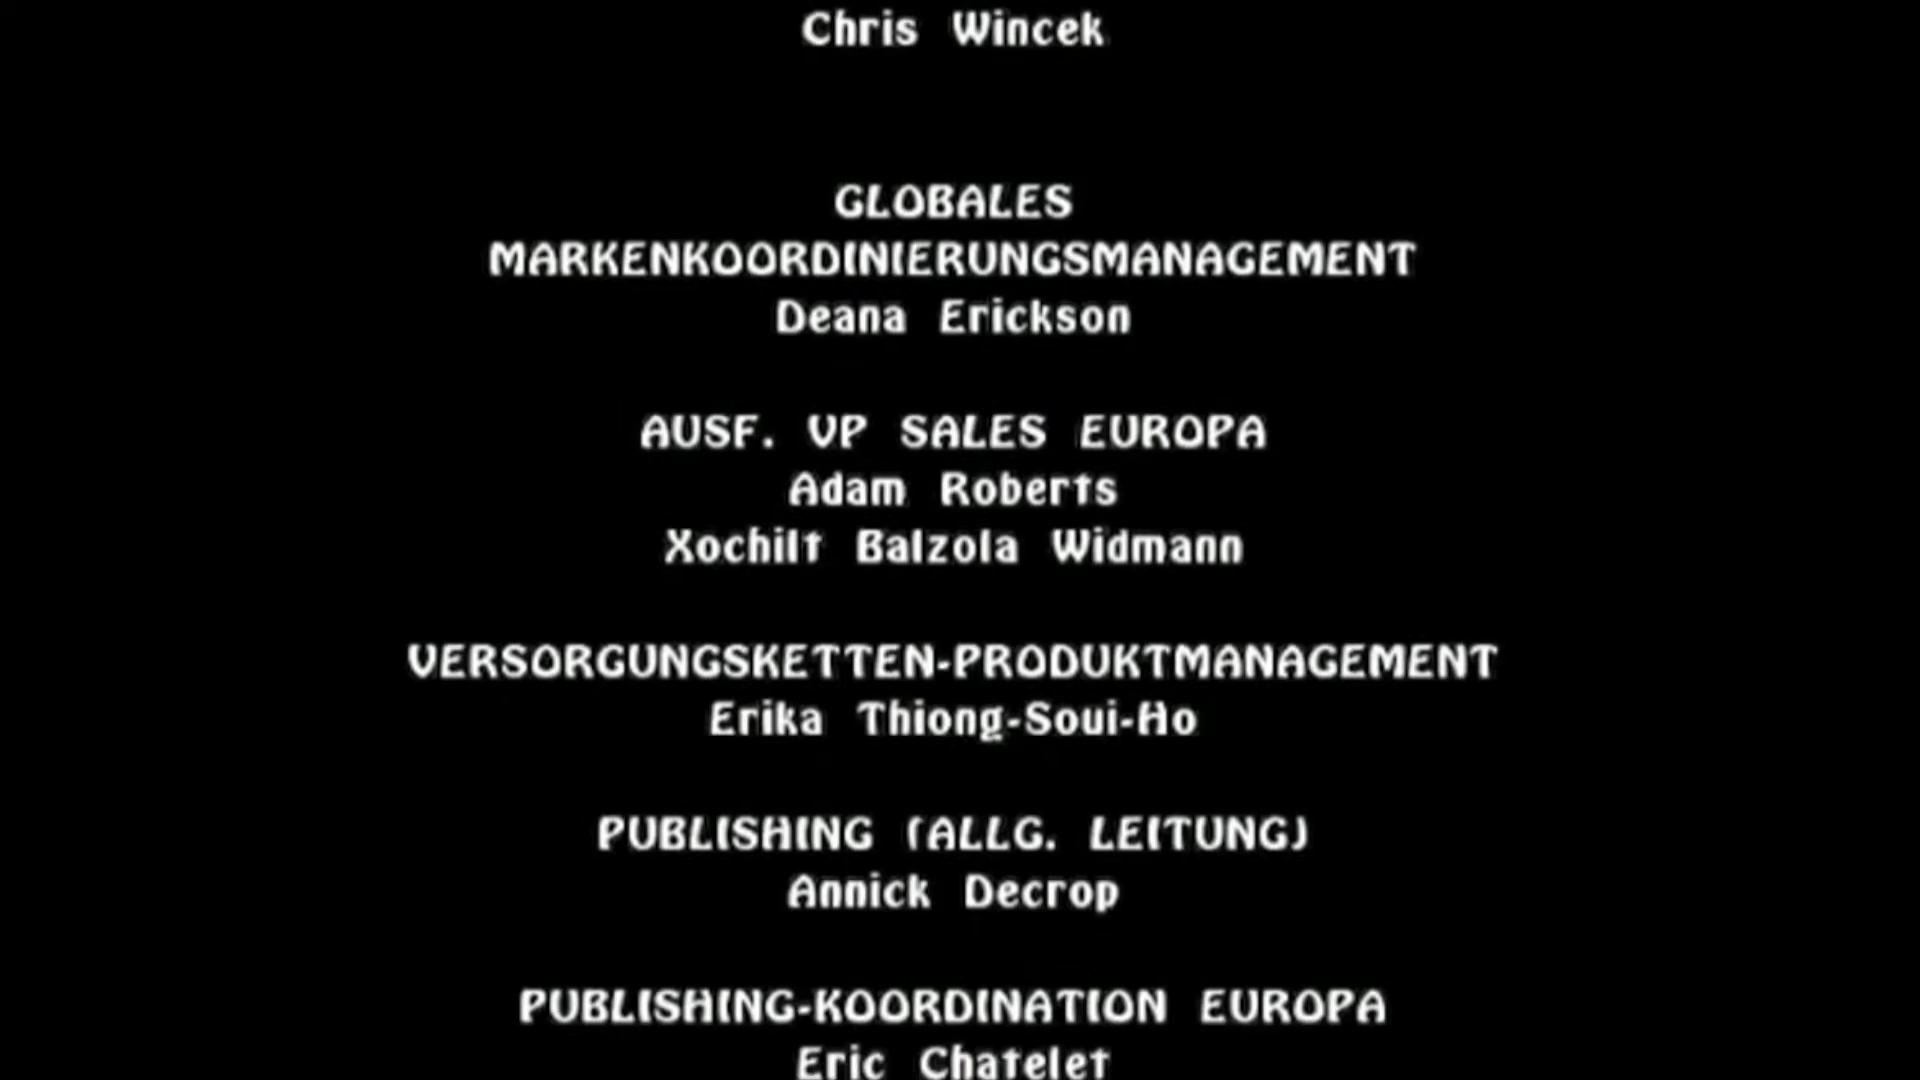 Chris Wincek
GLOBALES
MARKENKOORDINIERUNGSMANAGEMENT
Deana Erickson
AUSF. VP SALES EUROPA
Adam Roberts
Xochilt Balzola Widmann
VERSORGUNGSKETTEN-PRODUKTMANAGEMENT
Erika Thiong-Soui-Ho
PUBLISHING (ALLG. LEITUNG)
Annick Decrop
PUBLISHING-KOORDINATION EUROPA
Eric Chatelet